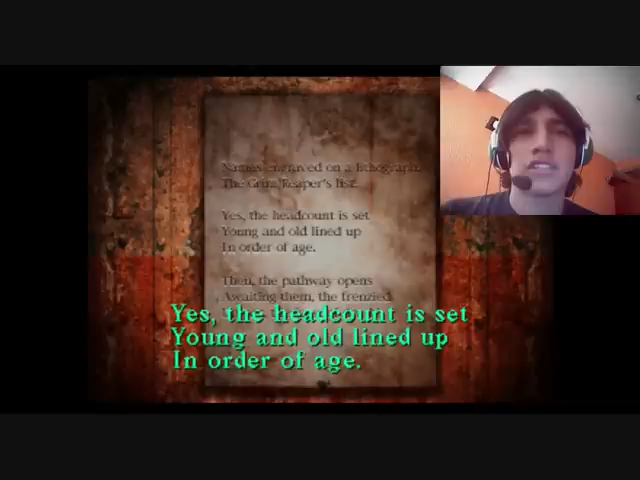 Names engraved on a lithograph.
The Grim Reaper's list.
Yes, the headcount is set
Young and old lined up
In order of age.
Then, the pathway opens
Awaiting them, the frenzied
Yes, the headcount is set
Young and old lined up
In order of age.